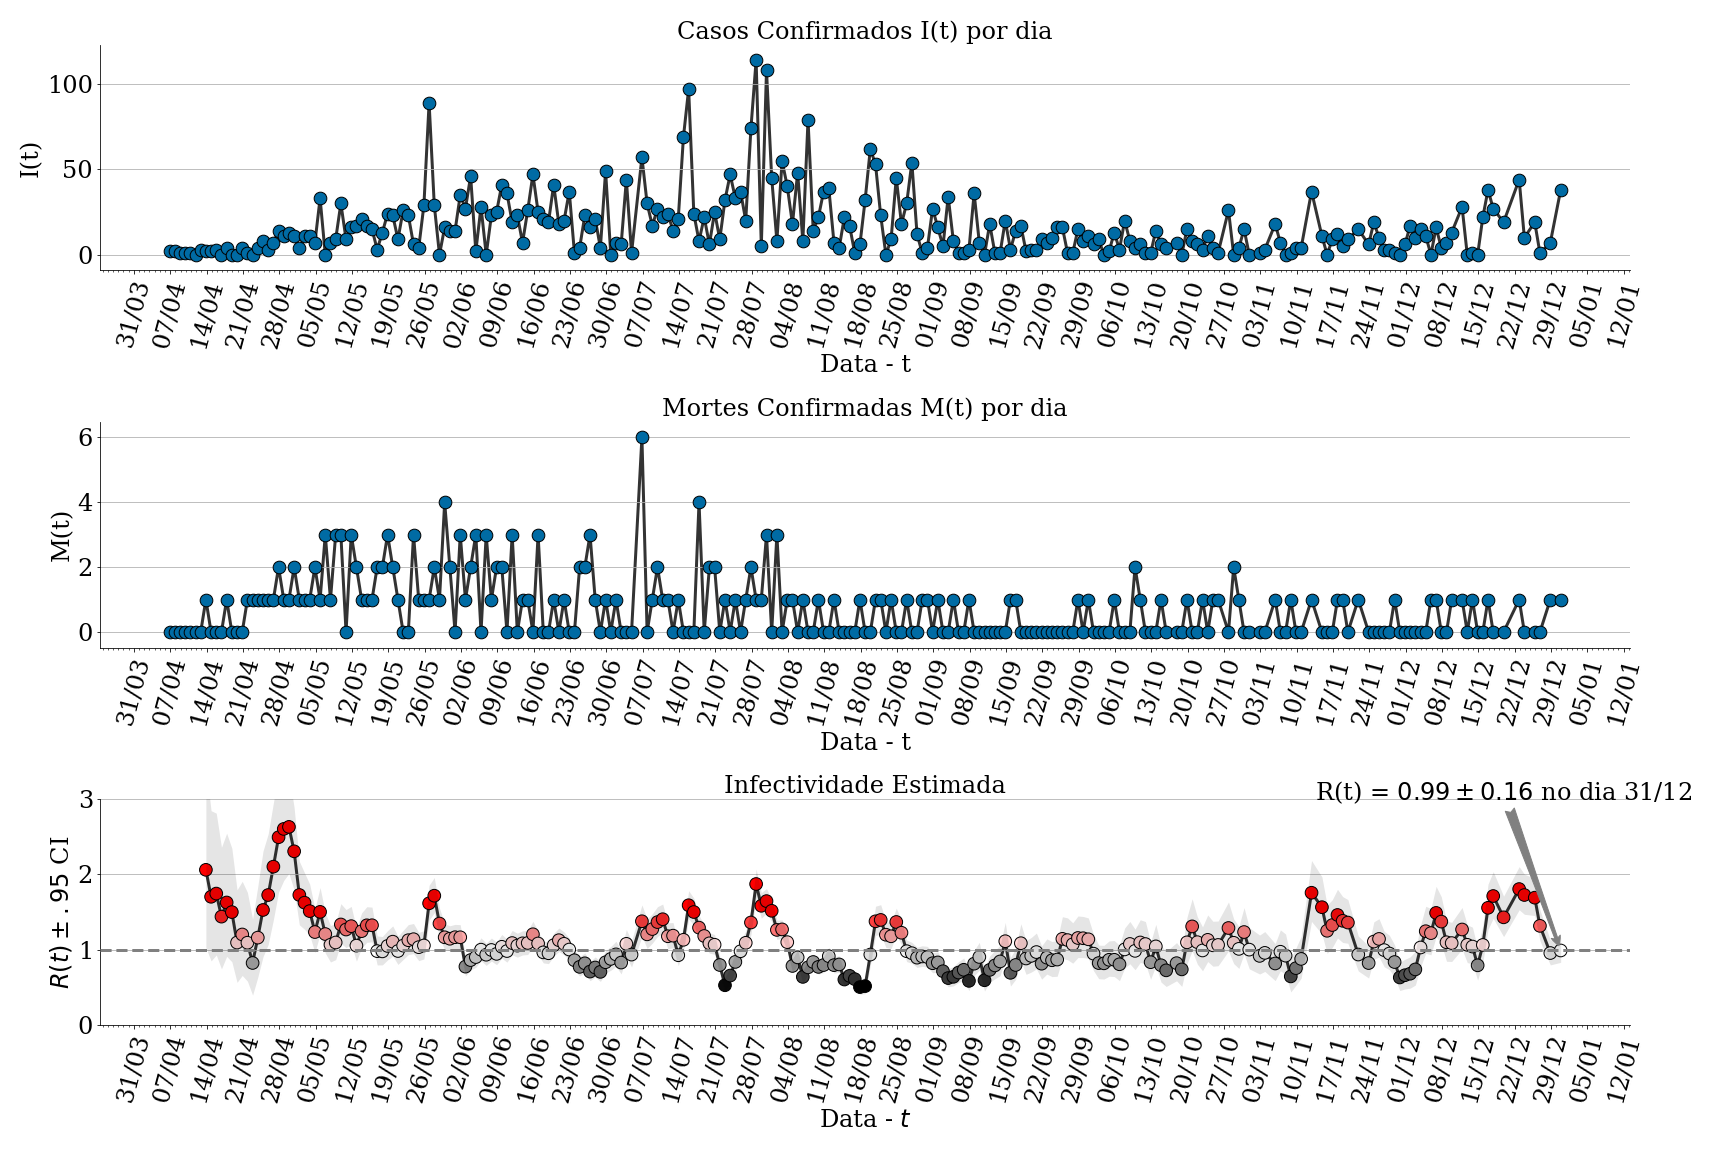 Casos Confirmados I(t) por dia
100
50
0
I(t)
31/03 07/04 14/04 21/04 28/04 05/05 12/05 19/05 26/05 02/06 09/06 16/06 23/06 30/06 07/07 14/07 21/07 28/07 04/08 11/08 18/08 25/08 01/09 08/09 15/09 22/09 29/09 06/10 13/10 20/10 27/10 03/11 10/11 17/11 24/11 01/12 08/12 15/12 22/12 29/12 05/01 12/01
Data - t
Mortes Confirmadas M(t) por dia
6
4
2
0
M(t)
31/03 07/04 14/04 21/04 28/04 05/05 12/05 19/05 26/05 02/06 09/06 16/06 23/06 30/06 07/07 14/07 21/07 28/07 04/08 11/08 18/08 25/08 01/09 08/09 15/09 22/09 29/09 06/10 13/10 20/10 27/10 03/11 10/11 17/11 24/11 01/12 08/12 15/12 22/12 29/12 05/01 12/01
Data - t
Infectividade Estimada
R(t) = 0.99 ± 0.16 no dia 31/12
3
2
1
0
R(t) ± .95 CI
31/03 07/04 14/04 21/04 28/04 05/05 12/05 19/05 26/05 02/06 09/06 16/06 23/06 30/06 07/07 14/07 21/07 28/07 04/08 11/08 18/08 25/08 01/09 08/09 15/09 22/09 29/09 06/10 13/10 20/10 27/10 03/11 10/11 17/11 24/11 01/12 08/12 15/12 22/12 29/12 05/01 12/01
Data - t